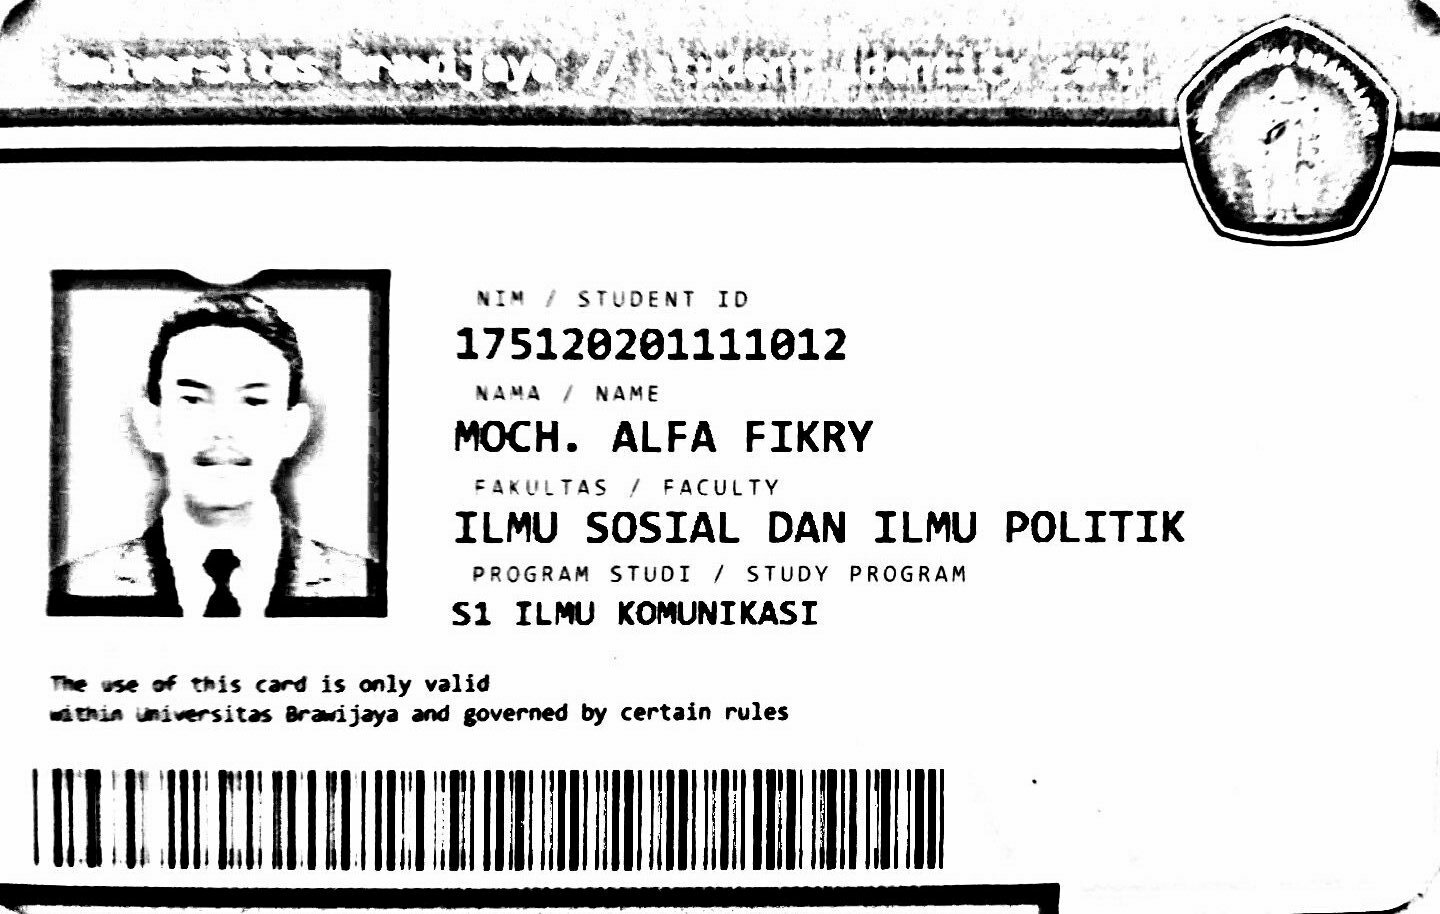 Universitas Brawijaya // Student Identity Card
NIM / STUDENT ID
175120201111012
NAMA / NAME
MOCH. ALFA FIKRY
FAKULTAS / FACULTY
ILMU SOSIAL DAN ILMU POLITIK
PROGRAM STUDI / STUDY PROGRAM
S1 ILMU KOMUNIKASI
The use of this card is only valid
within Universitas Brawijaya and governed by certain rules